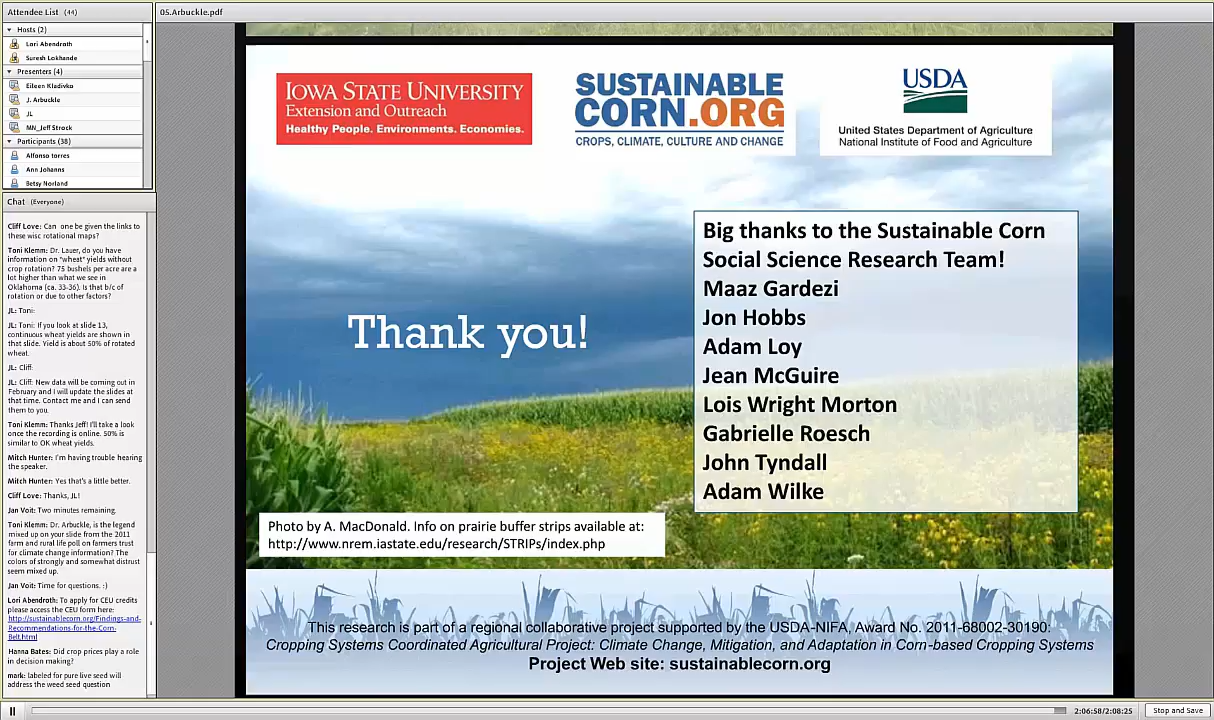 Attendee List (44)
05.Arbuckle.pdf
Hosts (2)
Lori Abendroth
Suresh Lokhande
Presenters (4)
Eileen Kladivko
J. Arbuckle
JL
MN_Jeff Strock
Participants (38)
Alfonso torres
Ann Johanns
Betsy Norland
Chat (Everyone)
Cliff Love: Can one be given the links to
these wisc rotational maps?
Toni Klemm: Dr. Lauer, do you have
information on "wheat" yields without
crop rotation? 75 bushels per acre are a
lot higher than what we see in
Oklahoma (ca. 33-36). Is that b/c of
rotation or due to other factors?
JL: Toni:
JL: Toni: If you look at slide 13,
continuous wheat yields are shown in
that slide. Yield is about 50% of rotated
wheat.
JL: Cliff:
JL: Cliff: New data will be coming out in
February and I will update the slides at
that time. Contact me and I can send
them to you.
Toni Klemm: Thanks Jeff! I'll take a look
once the recording is online. 50% is
similar to OK wheat yields.
Mitch Hunter: I'm having trouble hearing
the speaker.
Mitch Hunter: Yes that's a little better.
Cliff Love: Thanks, JL!
Jan Voit: Two minutes remaining.
Toni Klemm: Dr. Arbuckle, is the legend
mixed up on your slide from the 2011
farm and rural life poll on farmers trust
for climate change information? The
colors of strongly and somewhat distrust
seem mixed up.
Jan Voit: Time for questions. :)
Lori Abendroth: To apply for CEU credits
please access the CEU form here:
http://sustainablecorn.org/Findings-and-
Recommendations-for-the-Corn-
Belt.html
Hanna Bates: Did crop prices play a role
in decision making?
mark: labeled for pure live seed will
address the weed seed question
IOWA STATE UNIVERSITY
Extension and Outreach
Healthy People. Environments. Economies.
SUSTAINABLE
CORN.ORG
CROPS, CLIMATE, CULTURE AND CHANGE
USDA
United States Department of Agriculture
National Institute of Food and Agriculture
Thank you!
Big thanks to the Sustainable Corn
Social Science Research Team!
Maaz Gardezi
Jon Hobbs
Adam Loy
Jean McGuire
Lois Wright Morton
Gabrielle Roesch
John Tyndall
Adam Wilke
Photo by A. MacDonald. Info on prairie buffer strips available at:
http://www.nrem.iastate.edu/research/STRIPs/index.php
This research is part of a regional collaborative project supported by the USDA-NIFA, Award No. 2011-68002-30190:
Cropping Systems Coordinated Agricultural Project: Climate Change, Mitigation, and Adaptation in Corn-based Cropping Systems
Project Web site: sustainablecorn.org
2:06:58/2:08:25
Stop and Save